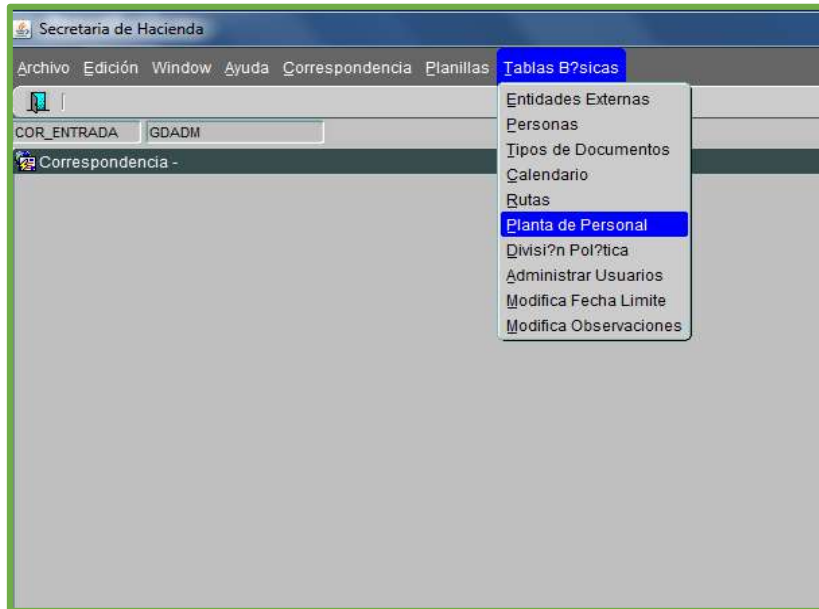 Secretaria de Hacienda
Archivo Edición Window Ayuda Correspondencia Planillas Tablas B?sicas
Entidades Externas
Personas
Tipos de Documentos
Calendario
Rutas
Planta de Personal
Divisi?n Pol?tica
Administrar Usuarios
Modifica Fecha Limite
Modifica Observaciones
COR_ENTRADA GDADM
Correspondencia -